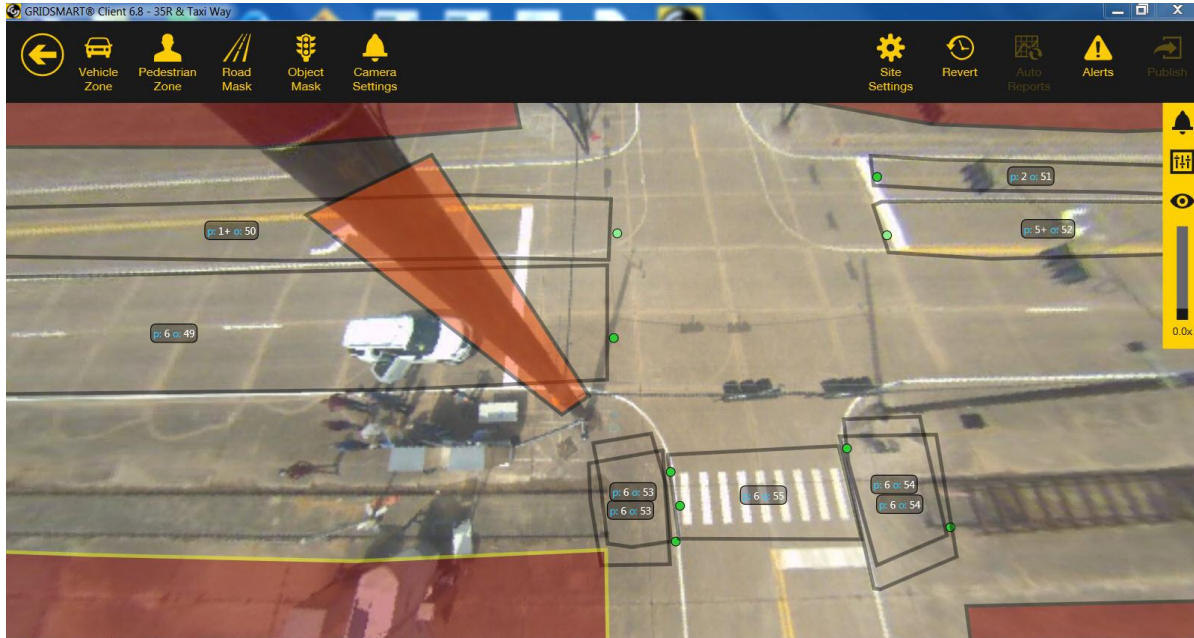 GRIDSMART® Client 6.8 - 35R & Taxi Way
Vehicle
Zone
Pedestrian
Zone
Road
Mask
Object
Mask
Camera
Settings
Site
Settings
Revert
Auto
Reports
Alerts
Publish
p: 2 o: 51
p: 1+ o: 50
p: 5+ o: 52
p: 6 o: 49
0.0x
p: 6 o: 53
p: 6 o: 53
p: 6 o: 55
p: 6 o: 54
p: 6 o: 54